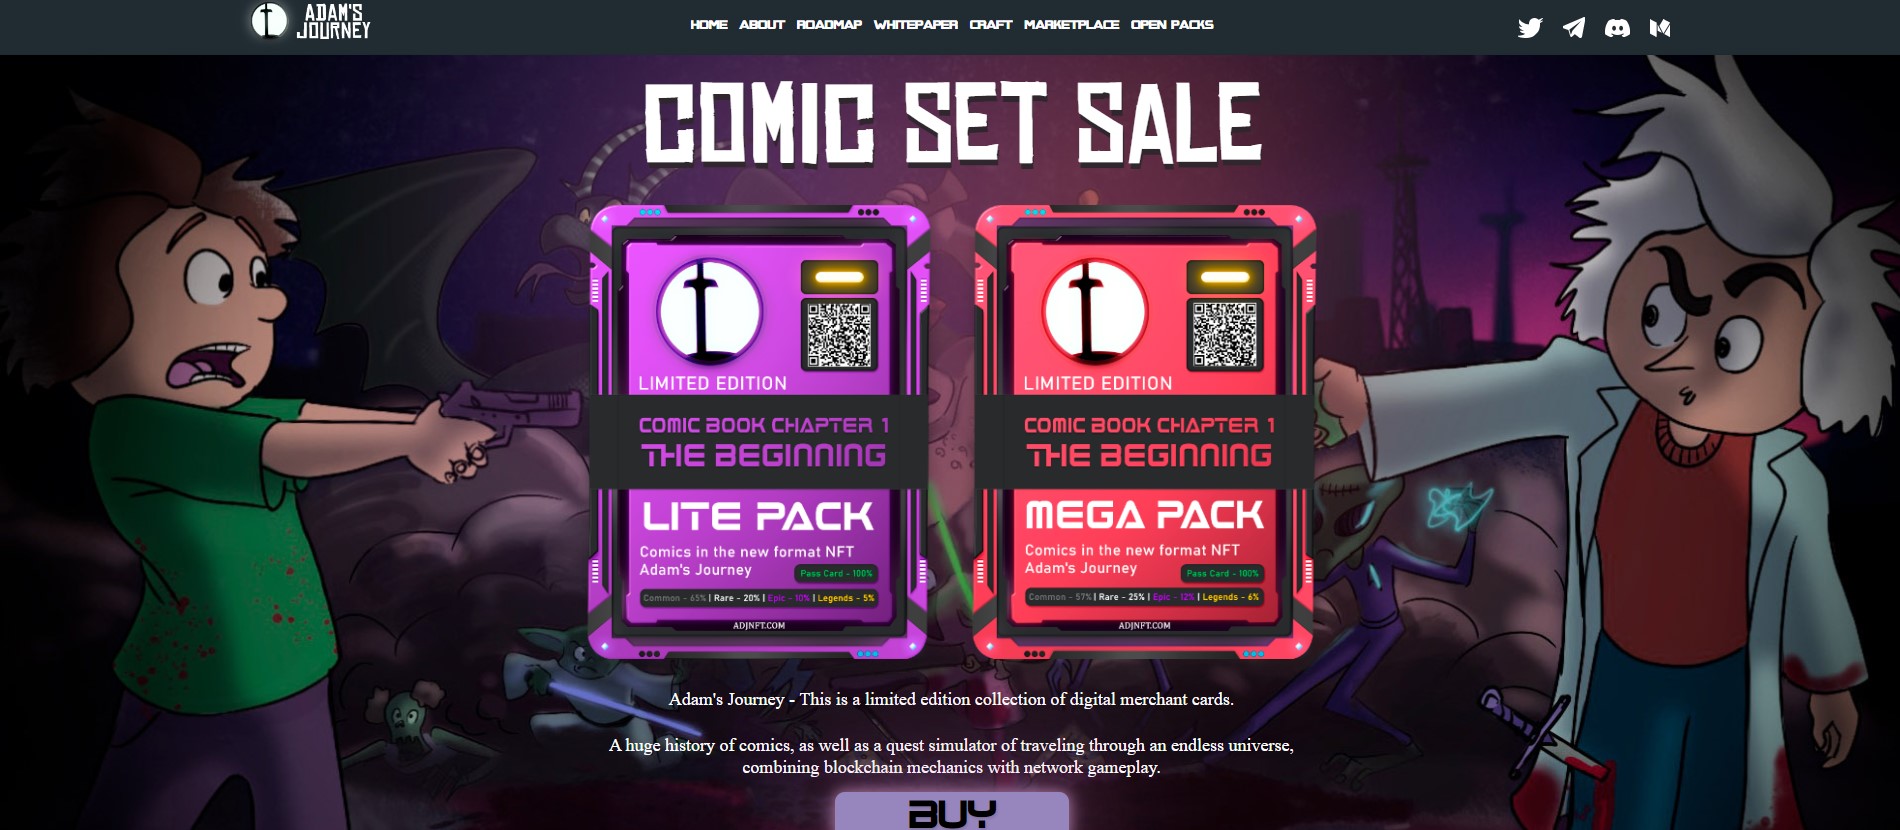 ADAM'S
JOURNEY
HOME ABOUT ROADMAP WHITEPAPER CRAFT MARKETPLACE OPEN PACKS
COMIC SET SALE
LIMITED EDITION
COMIC BOOK CHAPTER 1
THE BEGINNING
LITE PACK
Comics in the new format NFT
Adam's Journey
Pass Card - 100%
Common - 65% | Rare - 20% | Epic - 10% | Legends - 5%
ADJNFT.COM
LIMITED EDITION
COMIC BOOK CHAPTER 1
THE BEGINNING
MEGA PACK
Comics in the new format NFT
Adam's Journey
Pass Card - 100%
Common - 57% | Rare - 25% | Epic - 12% | Legends - 6%
ADJNFT.COM
Adam's Journey - This is a limited edition collection of digital merchant cards.
A huge history of comics, as well as a quest simulator of traveling through an endless universe,
combining blockchain mechanics with network gameplay.
BUY